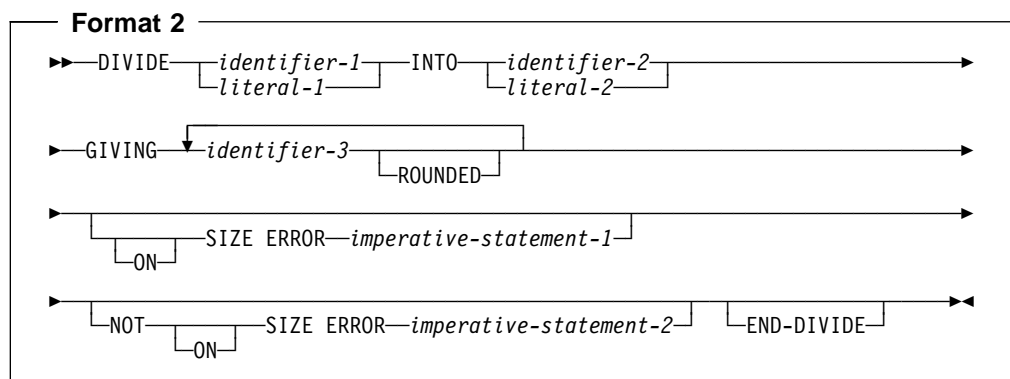 Format 2
DIVIDE identifier-1 INTO identifier-2
literal-1 literal-2
GIVING identifier-3
ROUNDED
SIZE ERROR imperative-statement-1
ON
NOT SIZE ERROR imperative-statement-2 END-DIVIDE
ON